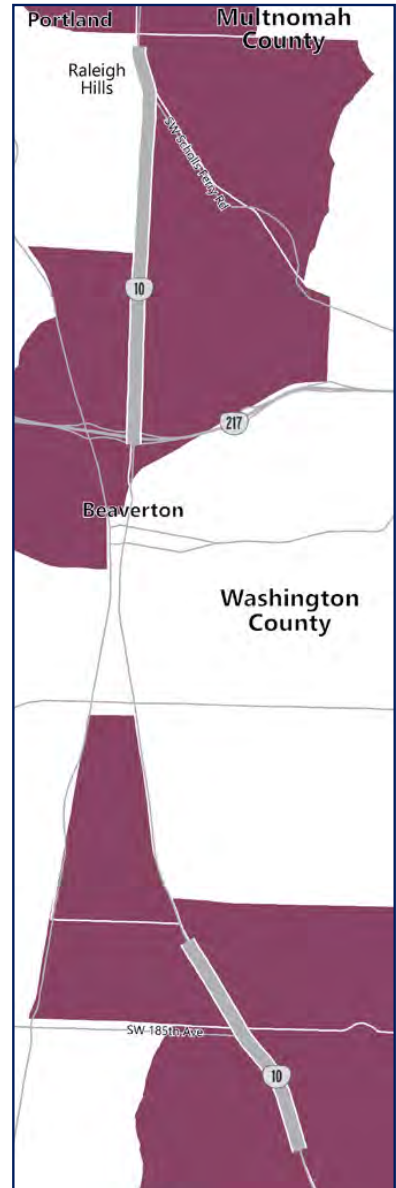 Portland
Multnomah
County
Raleigh
Hills
SW Scholls Ferry Rd
10
217
Beaverton
Washington
County
SW 185th Ave
10